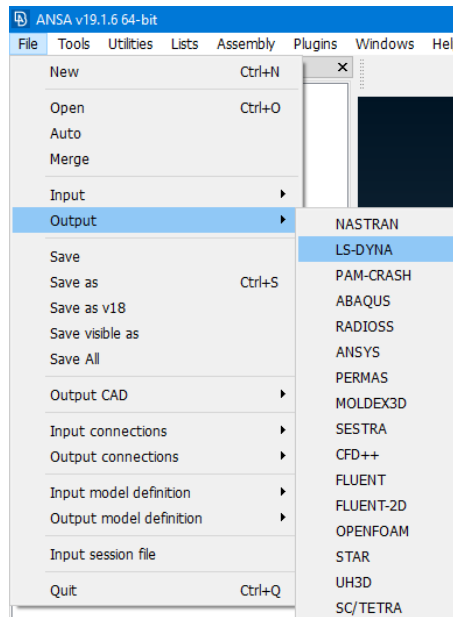 ANSA v19.1.6 64-bit
File Tools Utilities Lists Assembly Plugins Windows Hel
New Ctrl+N
Open Ctrl+O
Auto
Merge
Input
Output
Save
Save as Ctrl+S
Save as v18
Save visible as
Save All
Output CAD
Input connections
Output connections
Input model definition
Output model definition
Input session file
Quit Ctrl+Q
NASTRAN
LS-DYNA
PAM-CRASH
ABAQUS
RADIOSS
ANSYS
PERMAS
MOLDEX3D
SESTRA
CFD++
FLUENT
FLUENT-2D
OPENFOAM
STAR
UH3D
SC/TETRA